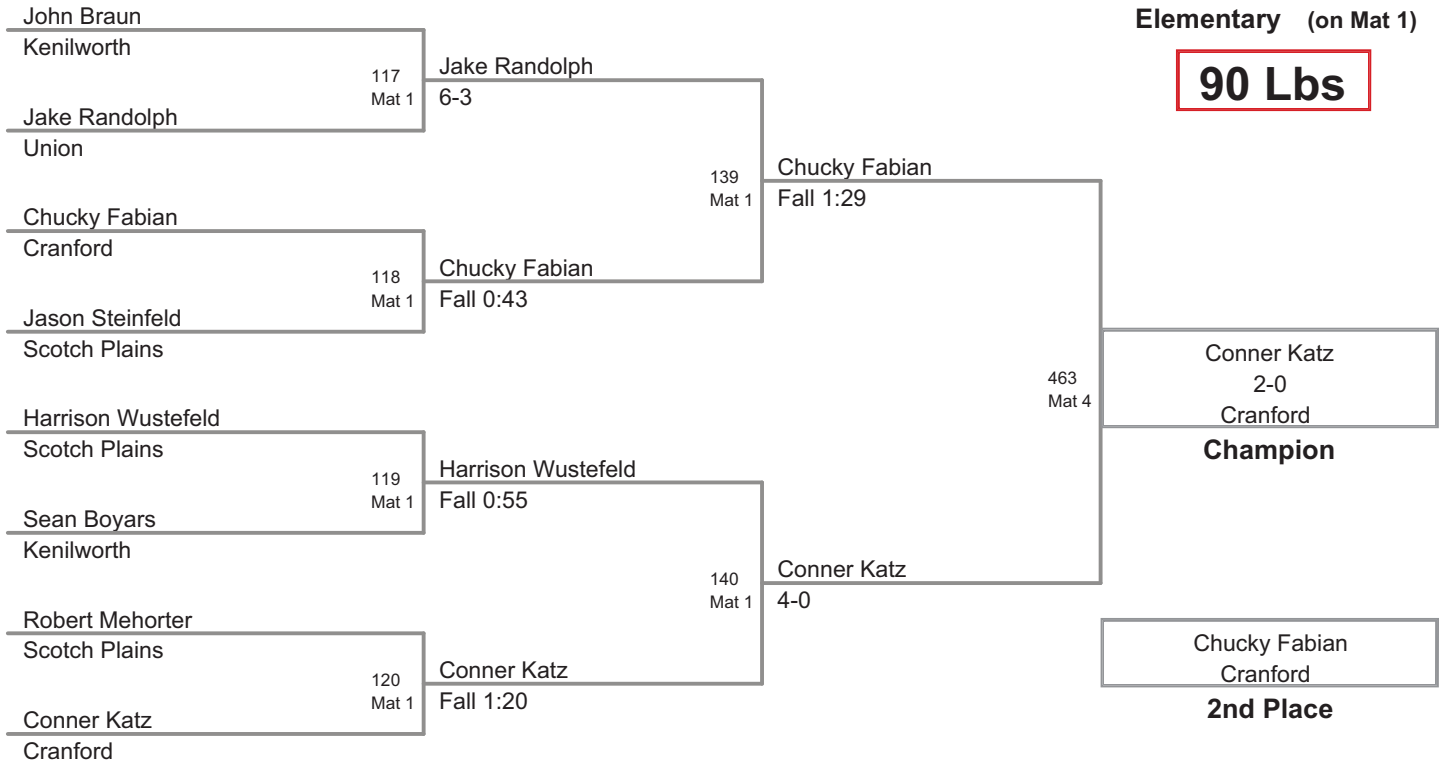 Elementary (on Mat 1)
90 Lbs
John Braun
Kenilworth
117
Mat 1
Jake Randolph
6-3
Jake Randolph
Union
139
Mat 1
Chucky Fabian
Fall 1:29
Chucky Fabian
Cranford
118
Mat 1
Chucky Fabian
Fall 0:43
Jason Steinfeld
Scotch Plains
463
Mat 4
Conner Katz
2-0
Cranford
Champion
Harrison Wustefeld
Scotch Plains
119
Mat 1
Harrison Wustefeld
Fall 0:55
Sean Boyars
Kenilworth
140
Mat 1
Conner Katz
4-0
Robert Mehorter
Scotch Plains
120
Mat 1
Conner Katz
Fall 1:20
Conner Katz
Cranford
Chucky Fabian
Cranford
2nd Place